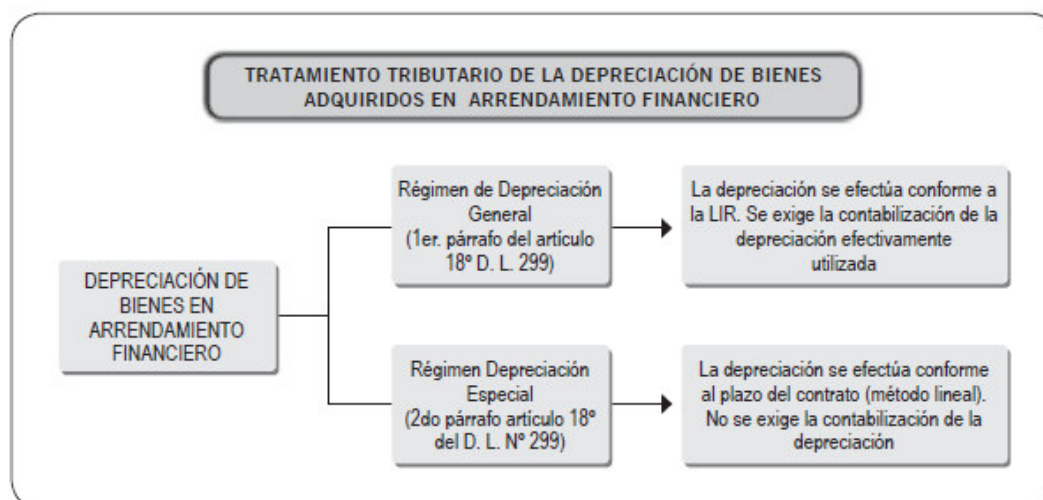 TRATAMIENTO TRIBUTARIO DE LA DEPRECIACIÓN DE BIENES
ADQUIRIDOS EN ARRENDAMIENTO FINANCIERO
DEPRECIACIÓN DE
BIENES EN
ARRENDAMIENTO
FINANCIERO
Régimen de Depreciación
General
(1er. párrafo del artículo
18º D. L. 299)
La depreciación se efectúa conforme a
la LIR. Se exige la contabilización de la
depreciación efectivamente
utilizada
Régimen Depreciación
Especial
(2do párrafo artículo 18º
del D. L. Nº 299)
La depreciación se efectúa conforme
al plazo del contrato (método lineal).
No se exige la contabilización de la
depreciación